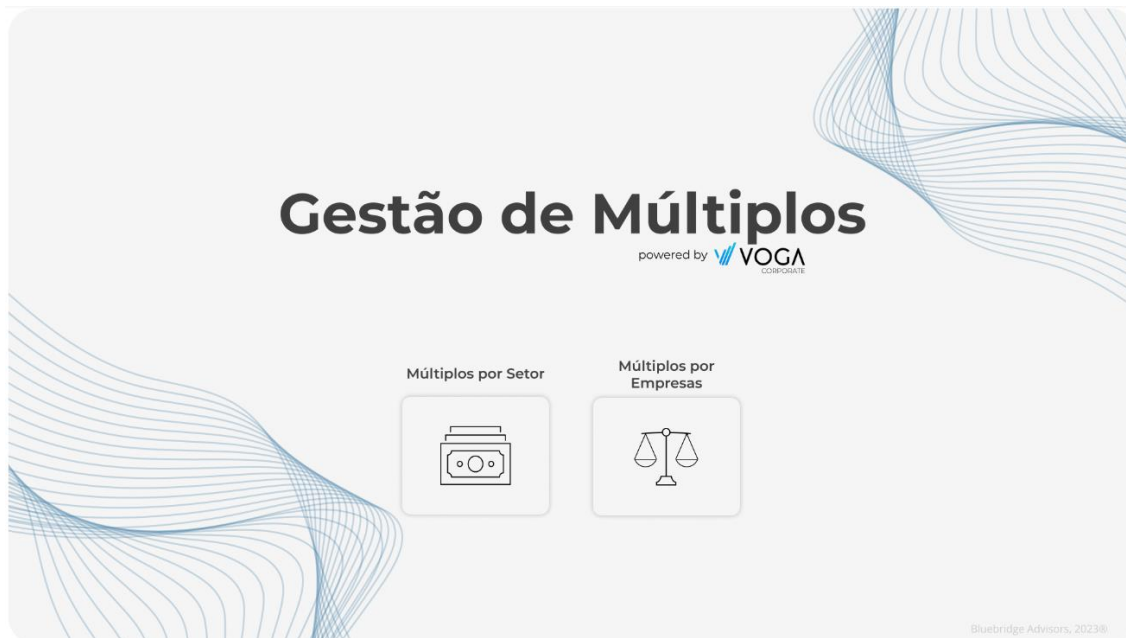 Gestão de Múltiplos
powered by VOGA
CORPORATE
Múltiplos por Setor
Múltiplos por
Empresas
Bluebridge Advisors, 2023®